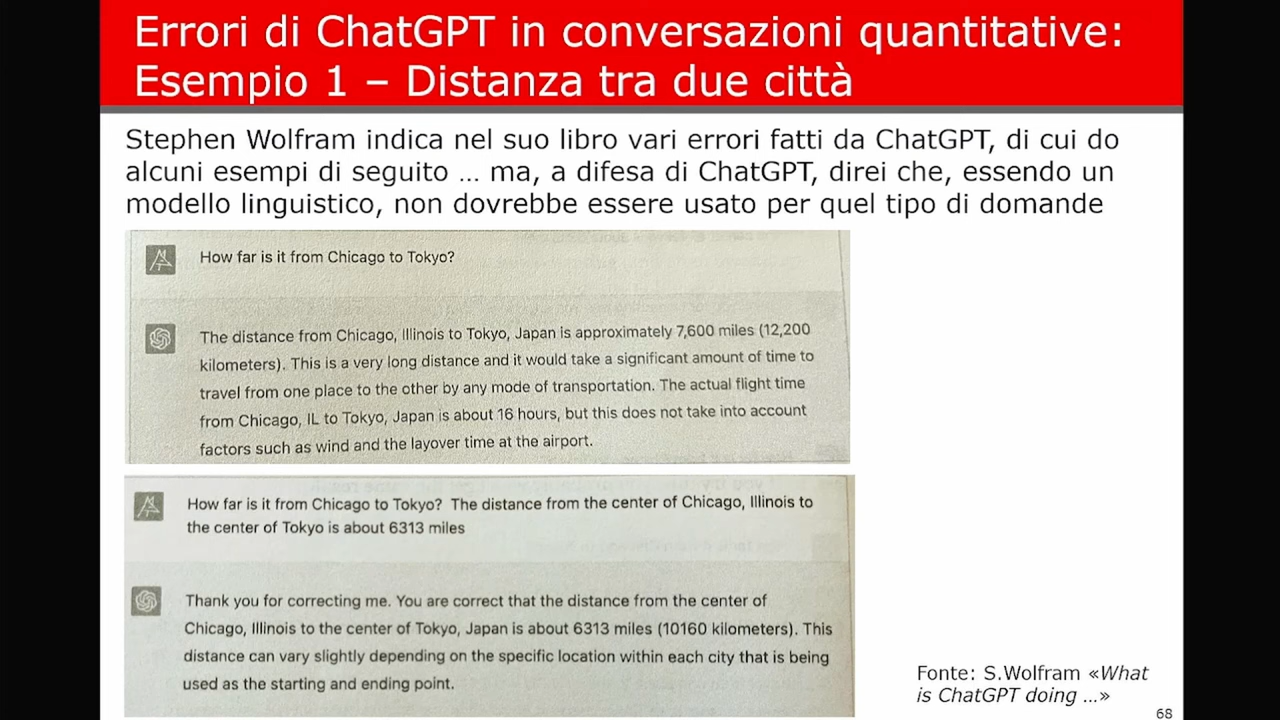 Errori di ChatGPT in conversazioni quantitative:
Esempio 1 – Distanza tra due città
Stephen Wolfram indica nel suo libro vari errori fatti da ChatGPT, di cui do
alcuni esempi di seguito … ma, a difesa di ChatGPT, direi che, essendo un
modello linguistico, non dovrebbe essere usato per quel tipo di domande
How far is it from Chicago to Tokyo?
The distance from Chicago, Illinois to Tokyo, Japan is approximately 7,600 miles (12,200
kilometers). This is a very long distance and it would take a significant amount of time to
travel from one place to the other by any mode of transportation. The actual flight time
from Chicago, IL to Tokyo, Japan is about 16 hours, but this does not take into account
factors such as wind and the layover time at the airport.
How far is it from Chicago to Tokyo? The distance from the center of Chicago, Illinois to
the center of Tokyo is about 6313 miles
Thank you for correcting me. You are correct that the distance from the center of
Chicago, Illinois to the center of Tokyo, Japan is about 6313 miles (10160 kilometers). This
distance can vary slightly depending on the specific location within each city that is being
used as the starting and ending point.
Fonte: S.Wolfram «What
is ChatGPT doing …»
68